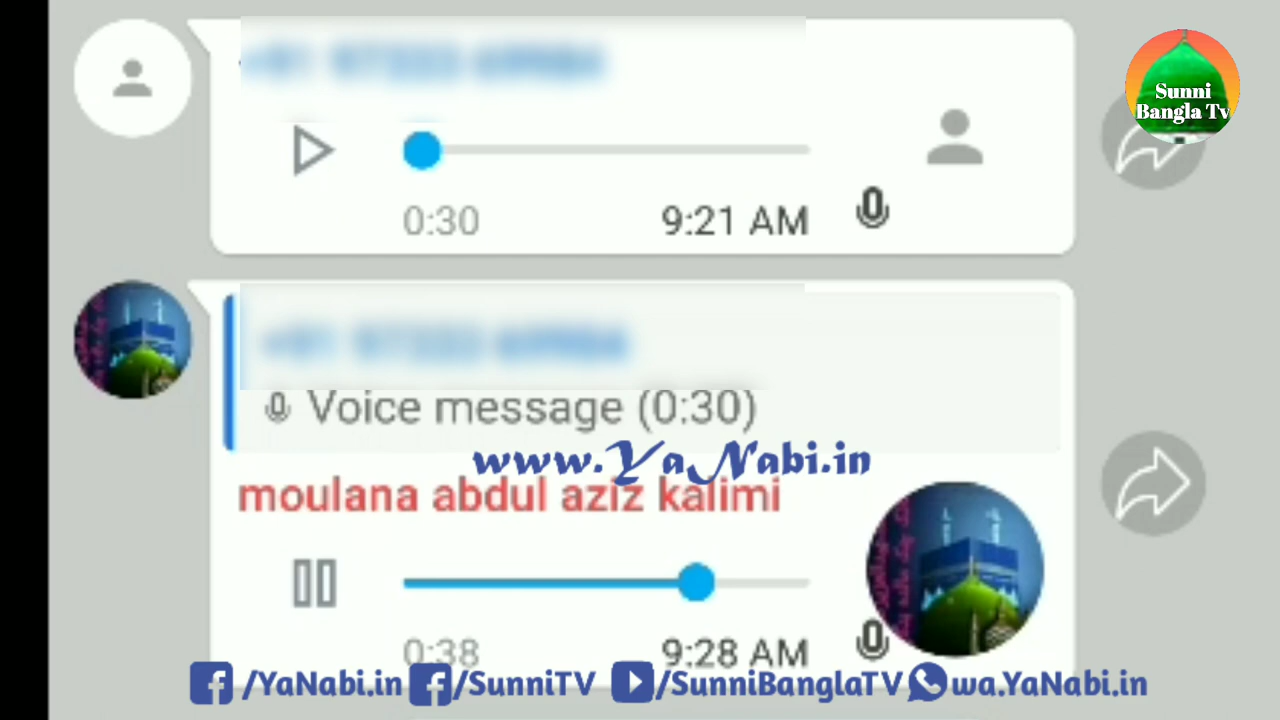 Sunni
Bangla Tv
0:30 9:21 AM
Voice message (0:30)
www.YaNabi.in
moulana abdul aziz kalimi
0:38 9:28 AM
/YaNabi.in /SunniTV /SunniBanglaTV wa.YaNabi.in